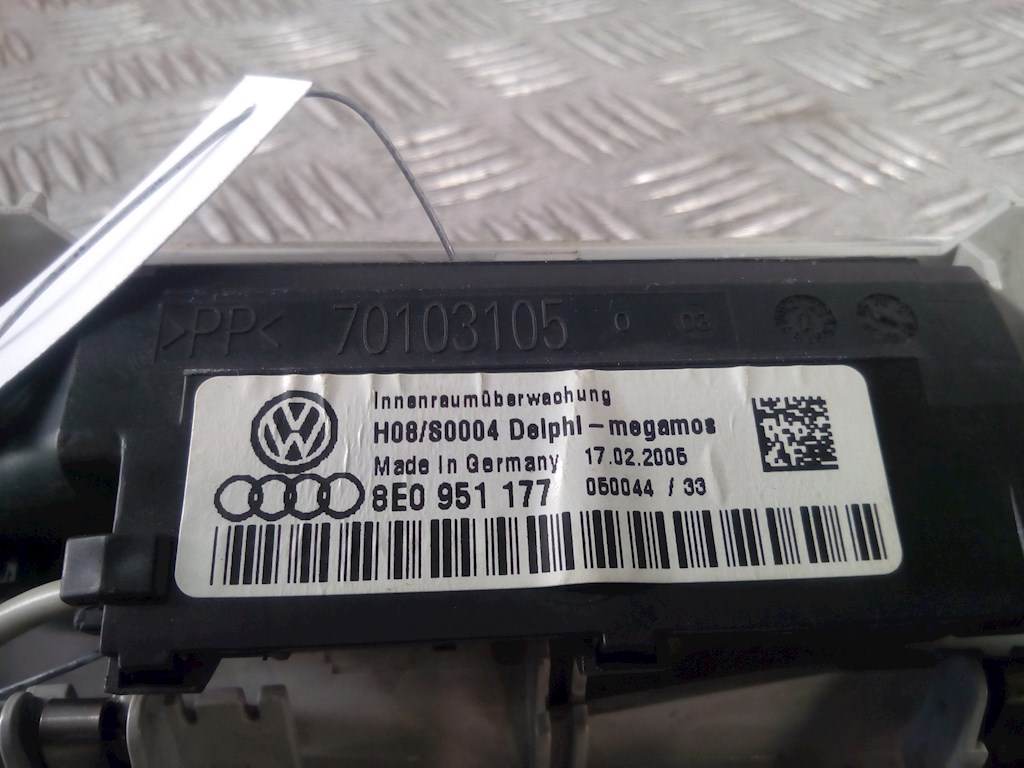 >PP< 70103105 0 03
Innenraumüberwachung
H08/S0004 Delphi-megamos
Made in Germany 17.02.2005
8E0 951 177 050044 / 33